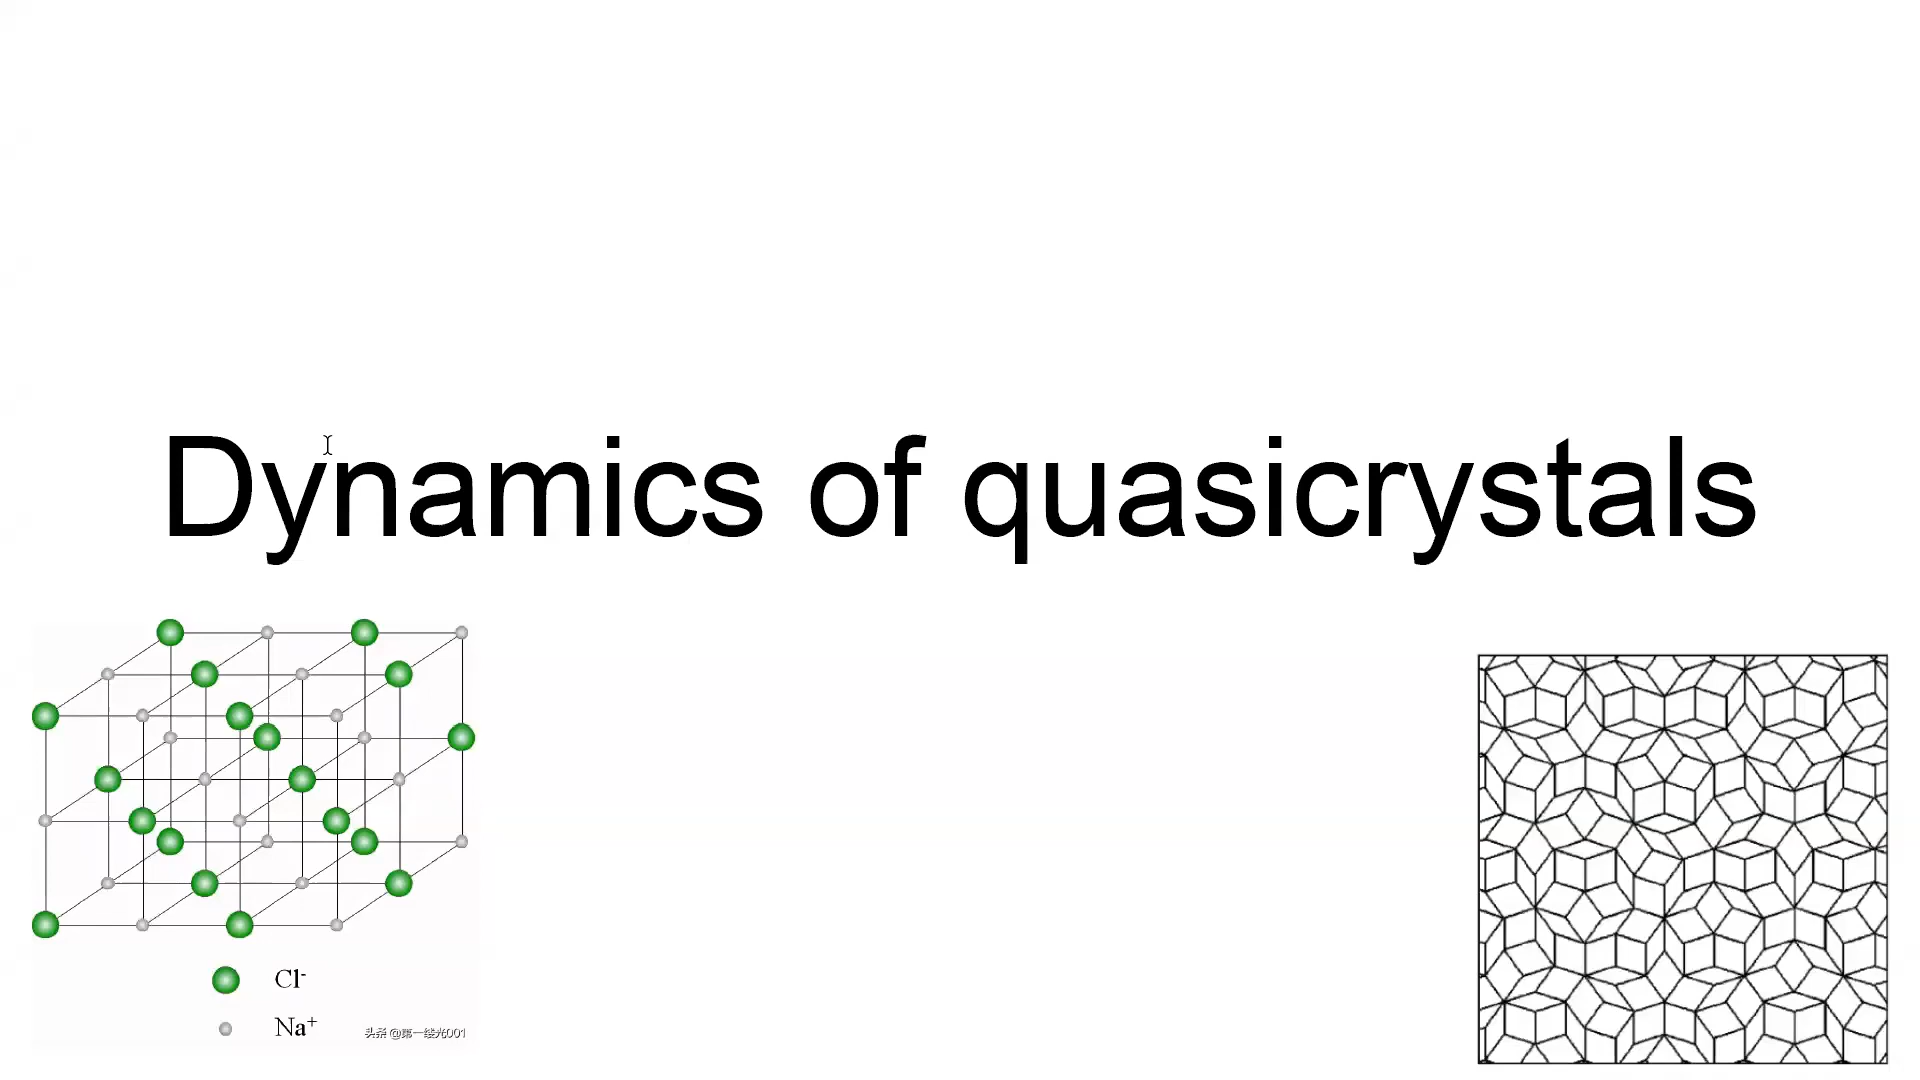 Dynamics of quasicrystals
Cl⁻
Na⁺
头条 @第一缕光001